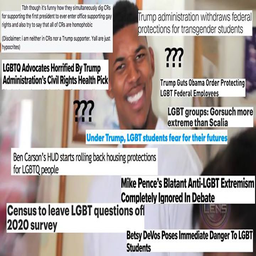 Tbh though it's funny how they simultaneously dig CRs
for supporting the first president to ever enter office supporting gay
rights and also try to say that all of CRs are homophobic
(Disclaimer: i am neither in CRs nor a Trump supporter. Yall are just
hypocrites)
Trump administration withdraws federal
protections for transgender students
LGBTQ Advocates Horrified By Trump
Administration's Civil Rights Health Pick
???
Trump Guts Obama Order Protecting
LGBT Federal Employees
???
LGBT groups: Gorsuch more
extreme than Scalia
Under Trump, LGBT students fear for their futures
Ben Carson's HUD starts rolling back housing protections
for LGBTQ people
Mike Pence's Blatant Anti-LGBT Extremism
Completely Ignored In Debate
Census to leave LGBT questions off
2020 survey
Betsy DeVos Poses Immediate Danger To LGBT
Students